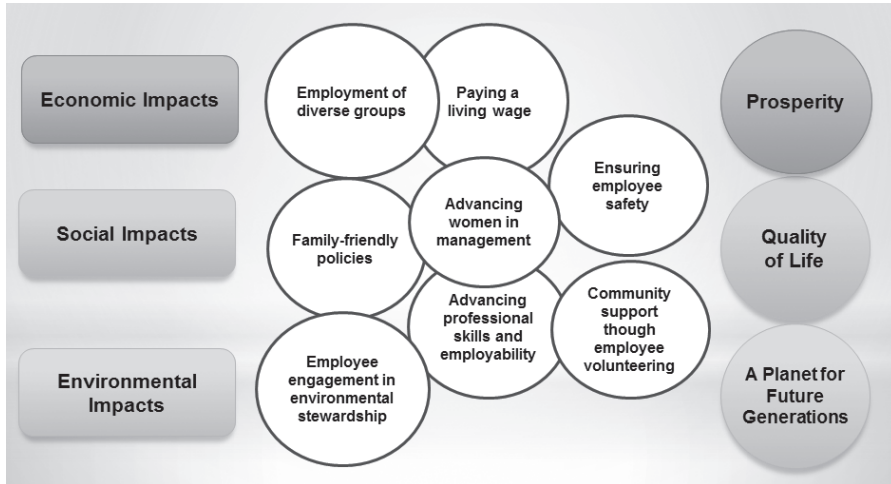 Economic Impacts
Social Impacts
Environmental
Impacts
Employment of
diverse groups
Paying a
living wage
Ensuring
employee
safety
Advancing
women in
management
Family-friendly
policies
Advancing
professional
skills and
employability
Community
support
though
employee
volunteering
Employee
engagement in
environmental
stewardship
Prosperity
Quality
of Life
A Planet for
Future
Generations